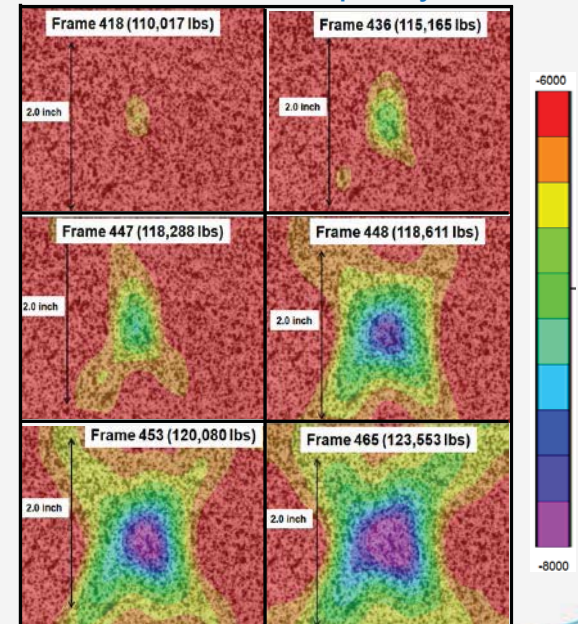 Frame 418 (110,017 lbs)
2.0 inch
Frame 436 (115,165 lbs)
2.0 inch
Frame 447 (118,288 lbs)
2.0 inch
Frame 448 (118,611 lbs)
2.0 inch
Frame 453 (120,080 lbs)
2.0 inch
Frame 465 (123,553 lbs)
2.0 inch
-6000
-8000